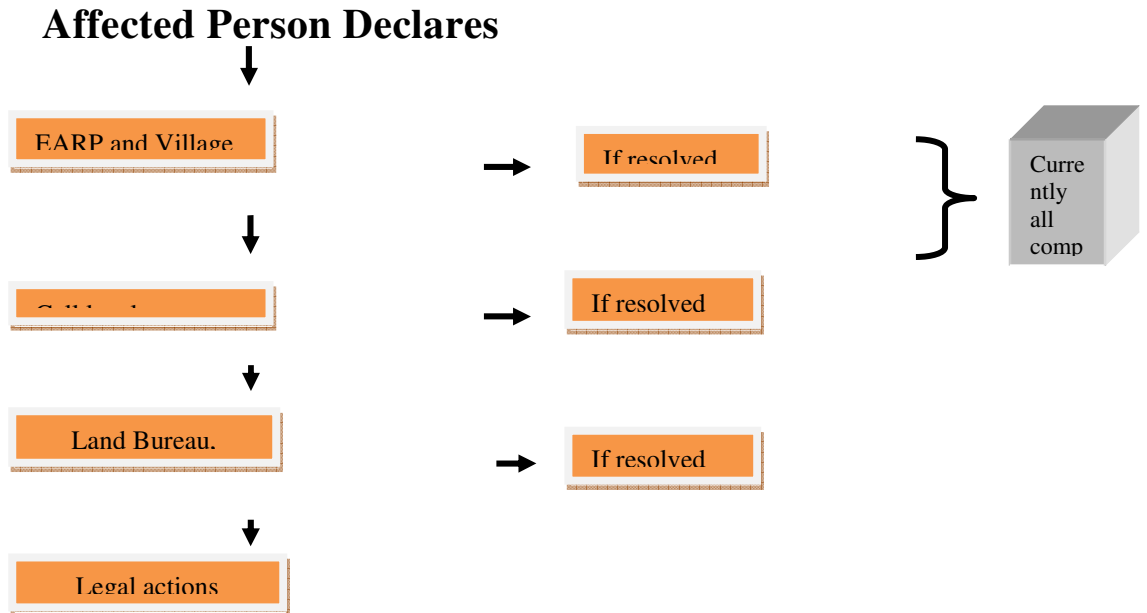 Affected Person Declares
EARP and Village
If resolved
Curre
ntly
all
comp
If resolved
Land Bureau,
If resolved
Legal actions